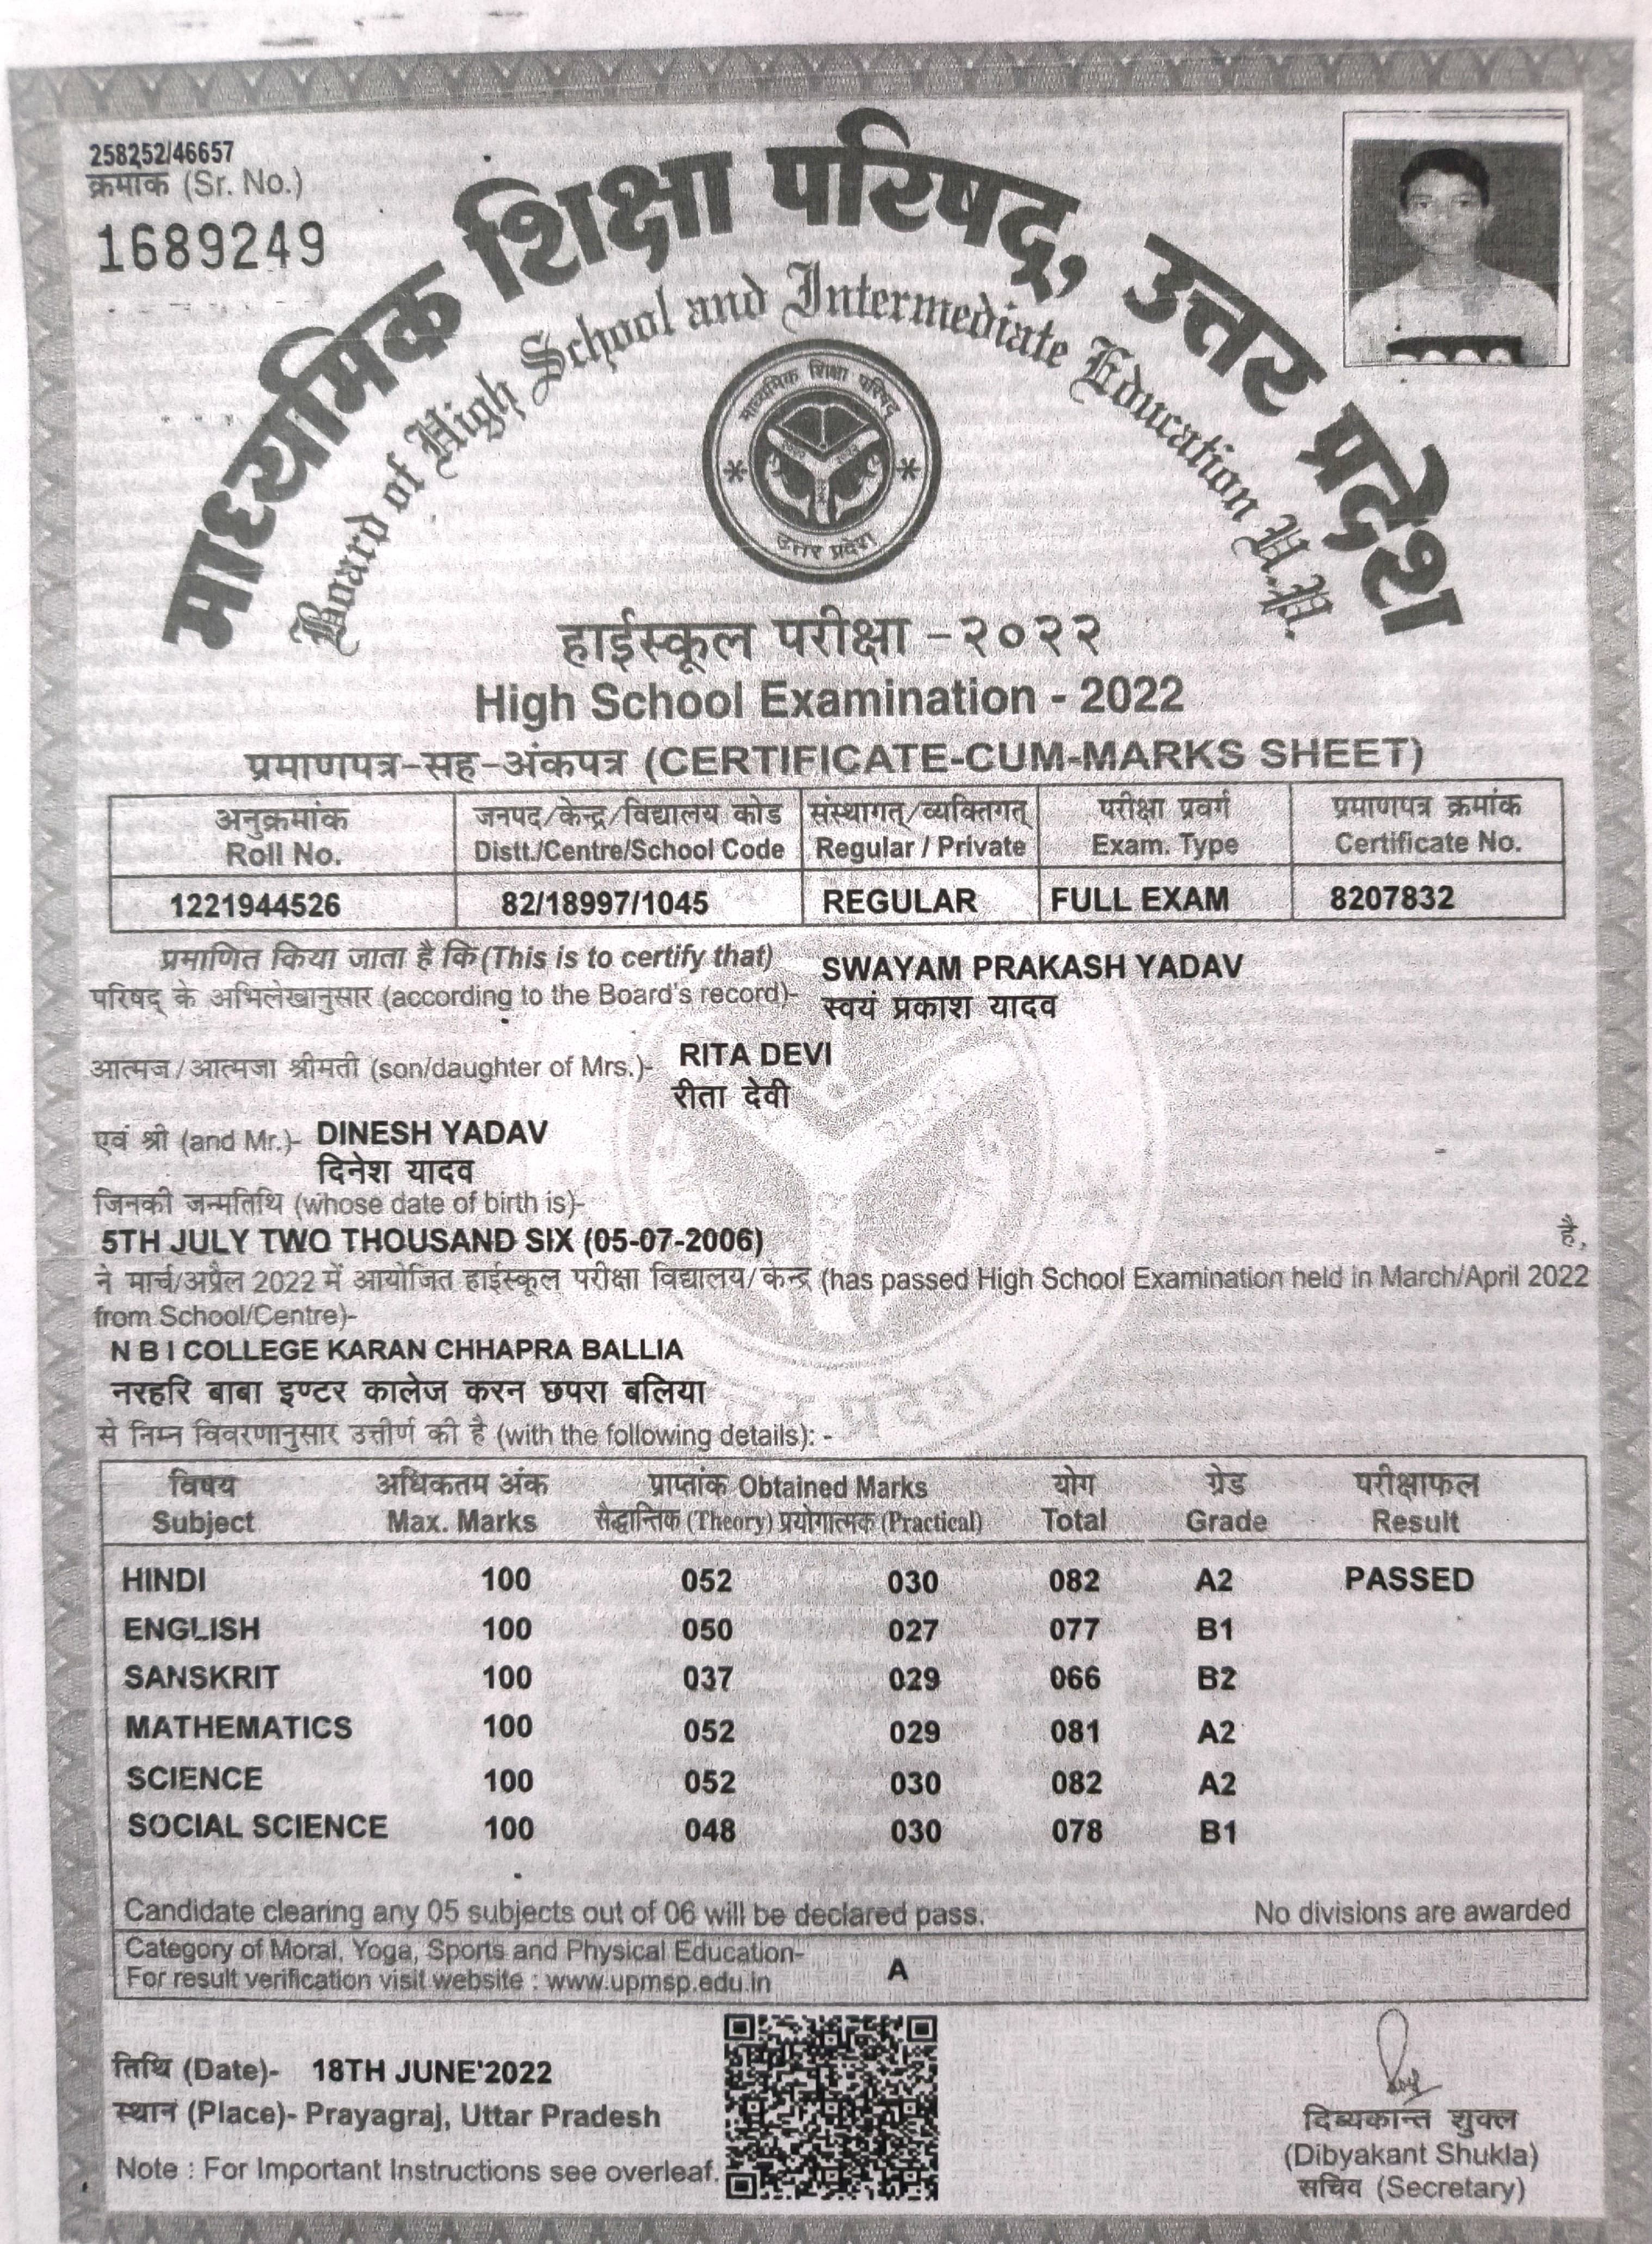 258252/46657
क्रमांक (Sr. No.)
1689249
माध्यमिक शिक्षा परिषद्, उत्तर प्रदेश
Board of High School and Intermediate Education U.P.
माध्यमिक शिक्षा परिषद्
उत्तर प्रदेश
हाईस्कूल परीक्षा -२०२२
High School Examination - 2022
प्रमाणपत्र-सह-अंकपत्र (CERTIFICATE-CUM-MARKS SHEET)
अनुक्रमांक जनपद/केन्द्र/विद्यालय कोड संस्थागत्/व्यक्तिगत् परीक्षा प्रवर्ग प्रमाणपत्र क्रमांक
Roll No. Distt./Centre/School Code Regular / Private Exam. Type Certificate No.
1221944526 82/18997/1045 REGULAR FULL EXAM 8207832
प्रमाणित किया जाता है कि (This is to certify that) SWAYAM PRAKASH YADAV
परिषद् के अभिलेखानुसार (according to the Board's record)- स्वयं प्रकाश यादव
आत्मज/आत्मजा श्रीमती (son/daughter of Mrs.)- RITA DEVI
रीता देवी
एवं श्री (and Mr.)- DINESH YADAV
दिनेश यादव
जिनकी जन्मतिथि (whose date of birth is)-
5TH JULY TWO THOUSAND SIX (05-07-2006) है,
ने मार्च/अप्रैल 2022 में आयोजित हाईस्कूल परीक्षा विद्यालय/केन्द्र (has passed High School Examination held in March/April 2022
from School/Centre)-
N B I COLLEGE KARAN CHHAPRA BALLIA
नरहरि बाबा इण्टर कालेज करन छपरा बलिया
से निम्न विवरणानुसार उत्तीर्ण की है (with the following details): -
विषय अधिकतम अंक प्राप्तांक Obtained Marks योग ग्रेड परीक्षाफल
Subject Max. Marks सैद्धान्तिक (Theory) प्रयोगात्मक (Practical) Total Grade Result
HINDI 100 052 030 082 A2 PASSED
ENGLISH 100 050 027 077 B1
SANSKRIT 100 037 029 066 B2
MATHEMATICS 100 052 029 081 A2
SCIENCE 100 052 030 082 A2
SOCIAL SCIENCE 100 048 030 078 B1
Candidate clearing any 05 subjects out of 06 will be declared pass. No divisions are awarded
Category of Moral, Yoga, Sports and Physical Education- A
For result verification visit website : www.upmsp.edu.in
तिथि (Date)- 18TH JUNE'2022
स्थान (Place)- Prayagraj, Uttar Pradesh
Note : For Important Instructions see overleaf.
दिब्यकान्त शुक्ल
(Dibyakant Shukla)
सचिव (Secretary)